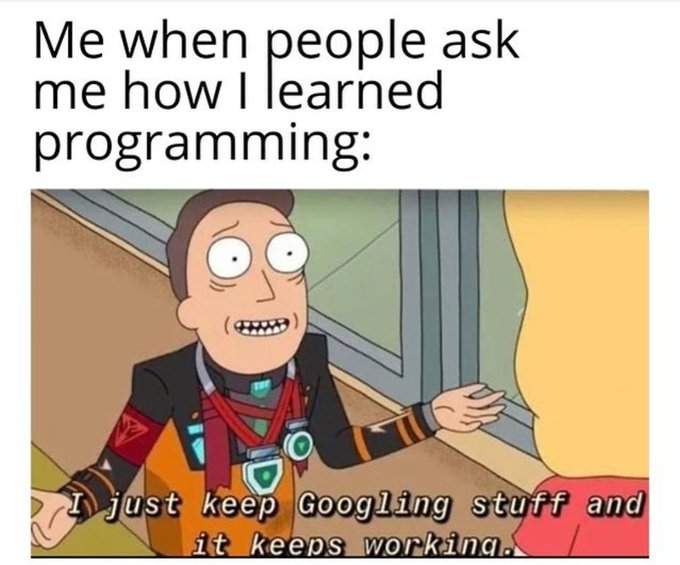 Me when people ask
me how I learned
programming:
I just keep Googling stuff and
it keeps working.